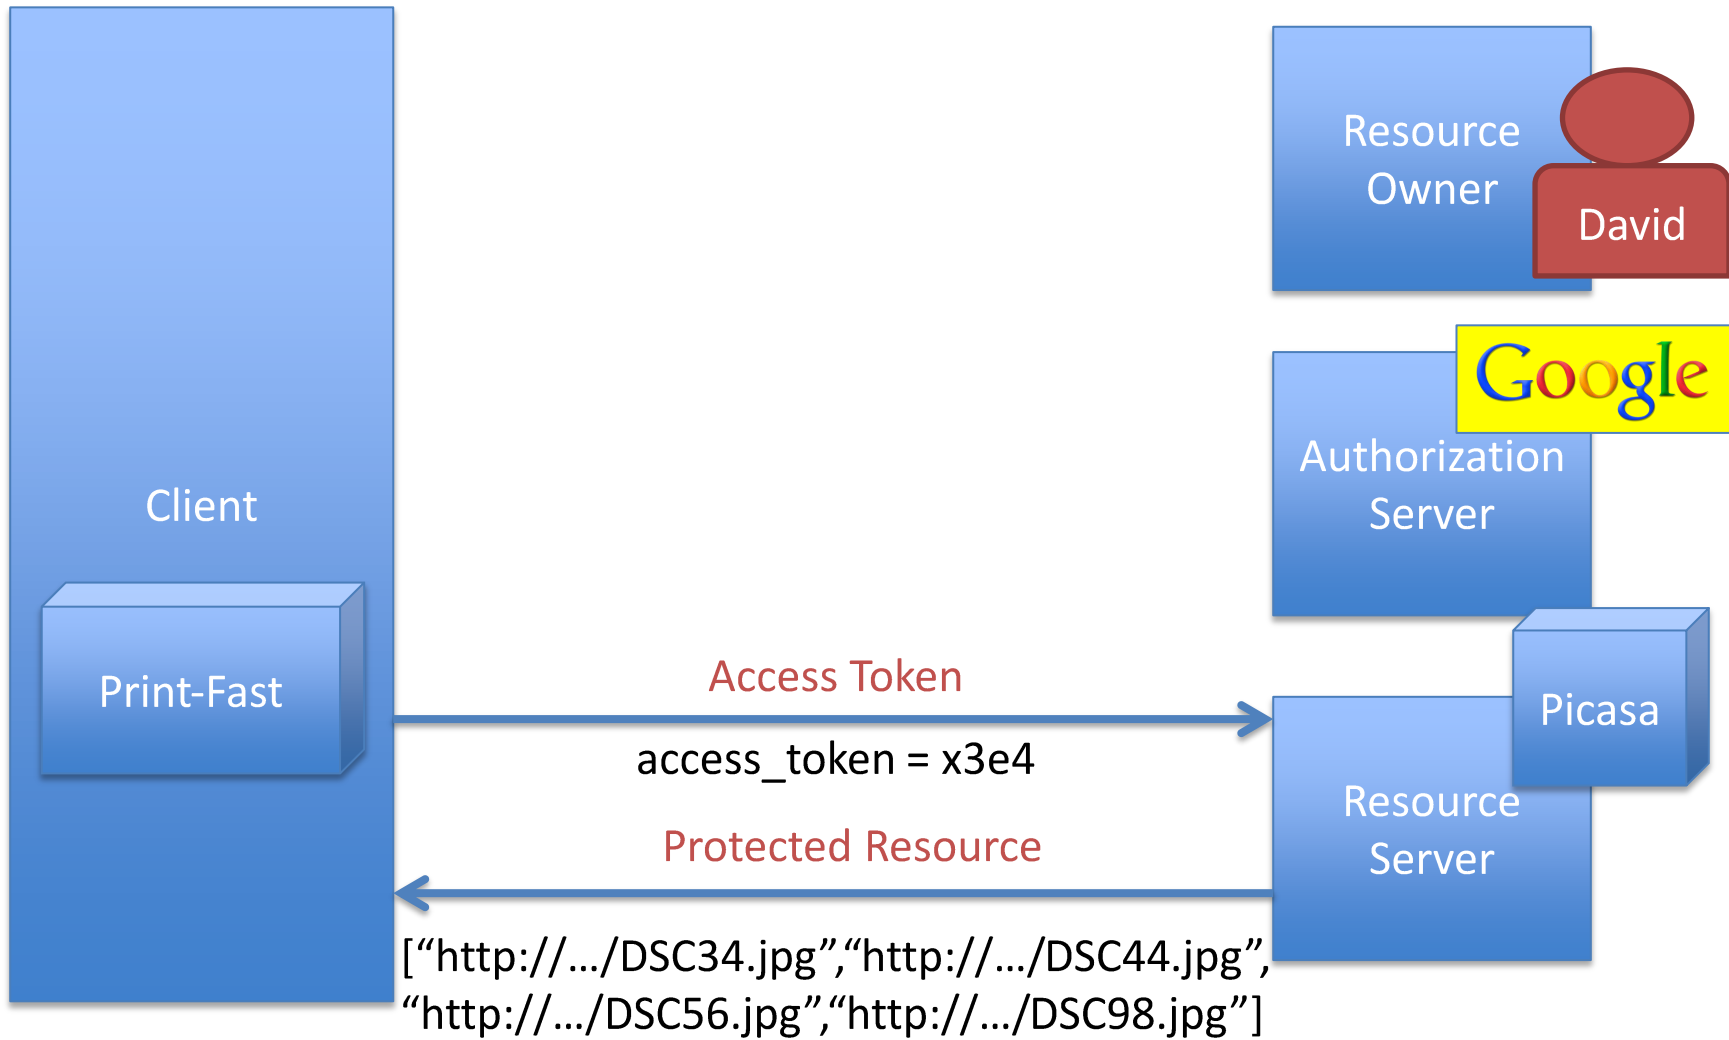 Resource
Owner
David
Google
Authorization
Server
Client
Print-Fast
Access Token
access_token = x3e4
Picasa
Resource
Server
Protected Resource
[“http://…/DSC34.jpg”,“http://…/DSC44.jpg”,
“http://…/DSC56.jpg”,“http://…/DSC98.jpg”]